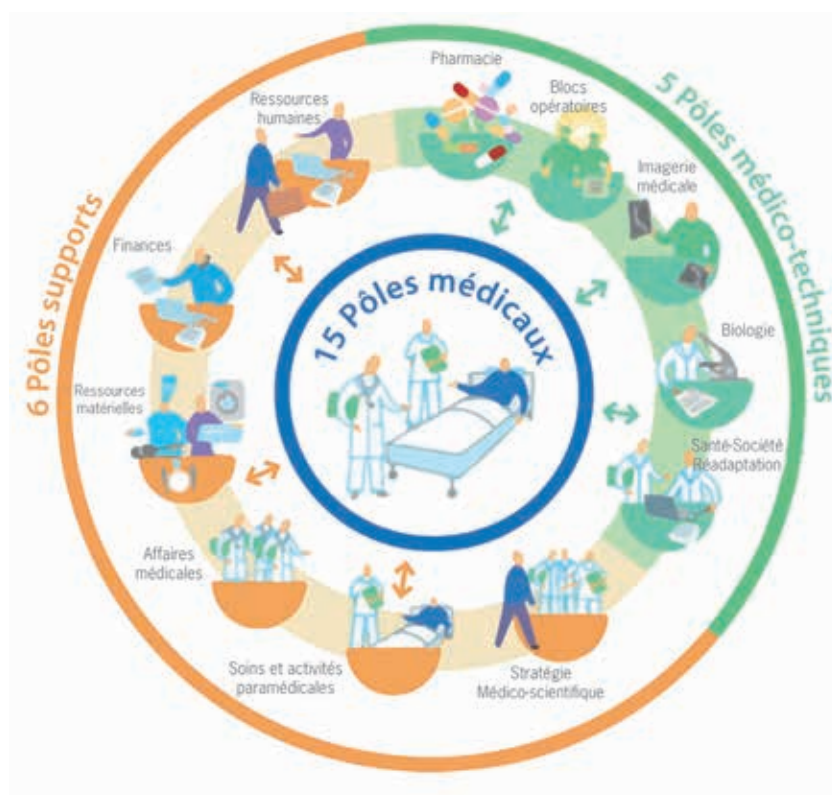 Pharmacie
Blocs
opératoires
Imagerie
médicale
Biologie
Santé-Société
Réadaptation
Stratégie
Médico-scientifique
Soins et activités
paramédicales
Affaires
médicales
Ressources
matérielles
Finances
Ressources
humaines
6 Pôles supports
5 Pôles médico-techniques
15 Pôles médicaux